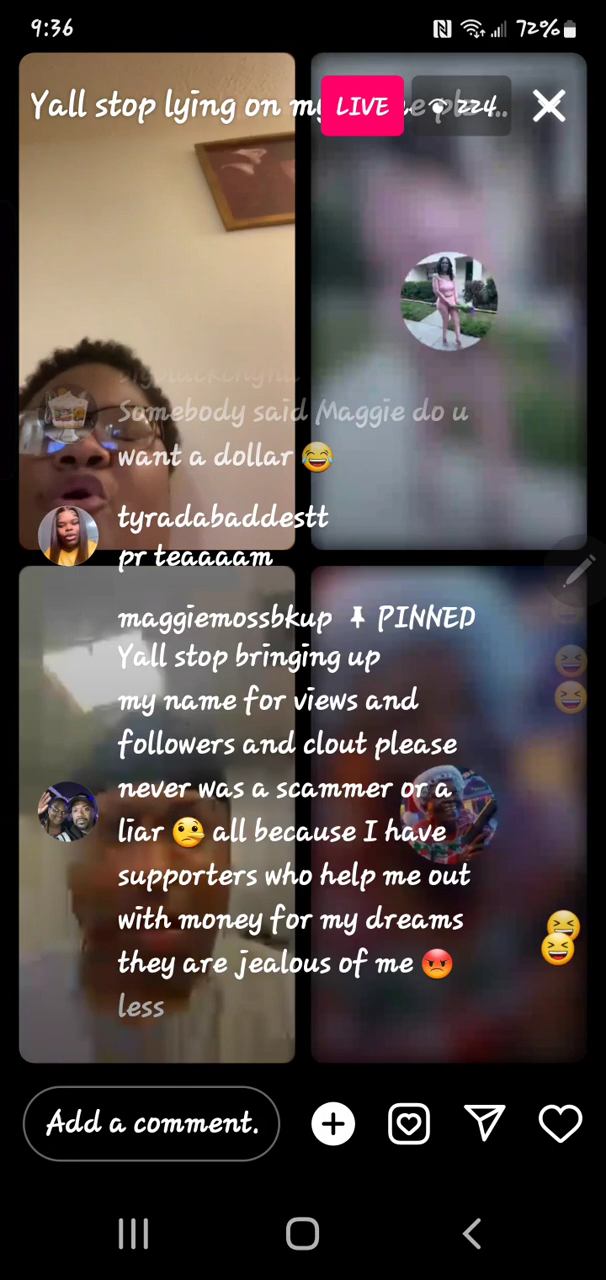 9:36
72%
Yall stop lying on my
LIVE
224
Somebody said Maggie do u
want a dollar 😂
tyradabaddestt
pr teaaaam
maggiemossbkup 📌 PINNED
Yall stop bringing up
my name for views and
followers and clout please
never was a scammer or a
liar 🤥 all because I have
supporters who help me out
with money for my dreams
they are jealous of me 😡
less
Add a comment.